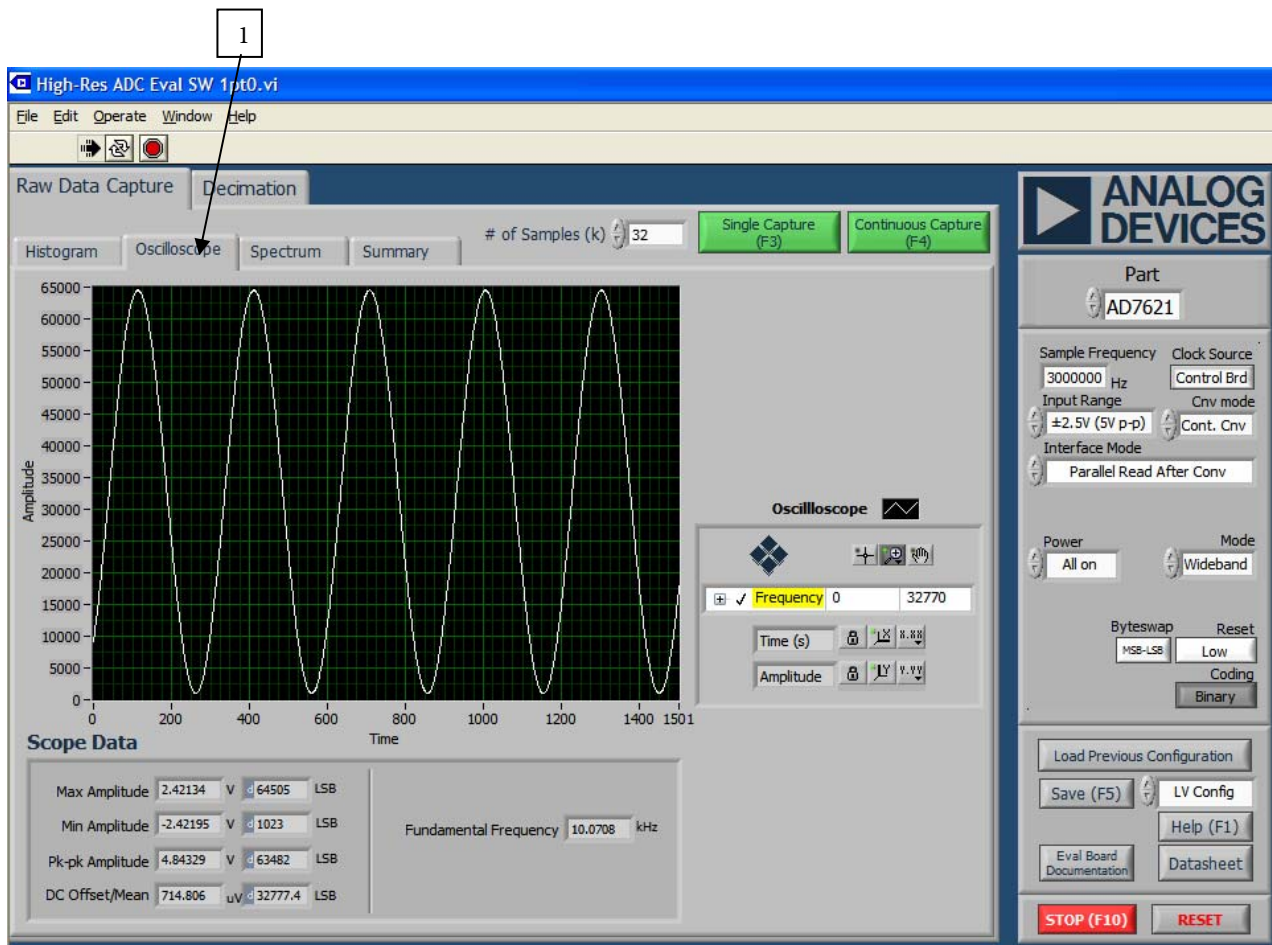 1
High-Res ADC Eval SW 1pt0.vi
File Edit Operate Window Help
Raw Data Capture Decimation
Histogram Oscilloscope Spectrum Summary
# of Samples (k) 32
Single Capture
(F3)
Continuous Capture
(F4)
65000
60000
55000
50000
45000
40000
35000
30000
25000
20000
15000
10000
5000
0
Amplitude
0 200 400 600 800 1000 1200 1400 1501
Time
Oscillloscope
Frequency 0 32770
Time (s)
X.XX
Amplitude
Y.YY
Scope Data
Max Amplitude 2.42134 V d 64505 LSB
Min Amplitude -2.42195 V d 1023 LSB
Pk-pk Amplitude 4.84329 V d 63482 LSB
DC Offset/Mean 714.806 uV d 32777.4 LSB
Fundamental Frequency 10.0708 kHz
ANALOG
DEVICES
Part
AD7621
Sample Frequency Clock Source
3000000 Hz Control Brd
Input Range Cnv mode
±2.5V (5V p-p) Cont. Cnv
Interface Mode
Parallel Read After Conv
Power Mode
All on Wideband
Byteswap Reset
MSB-LSB Low
Coding
Binary
Load Previous Configuration
Save (F5) LV Config
Help (F1)
Eval Board
Documentation
Datasheet
STOP (F10) RESET